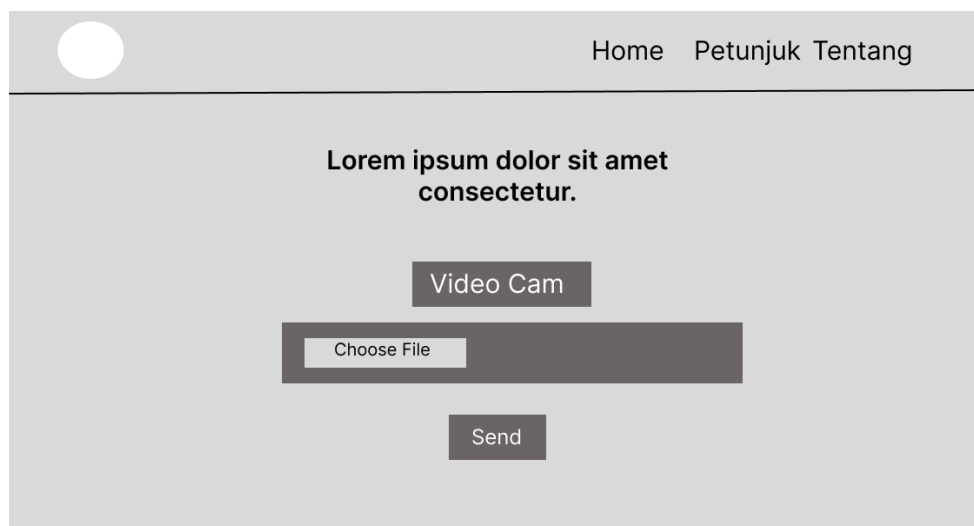 Home Petunjuk Tentang
Lorem ipsum dolor sit amet
consectetur.
Video Cam
Choose File
Send